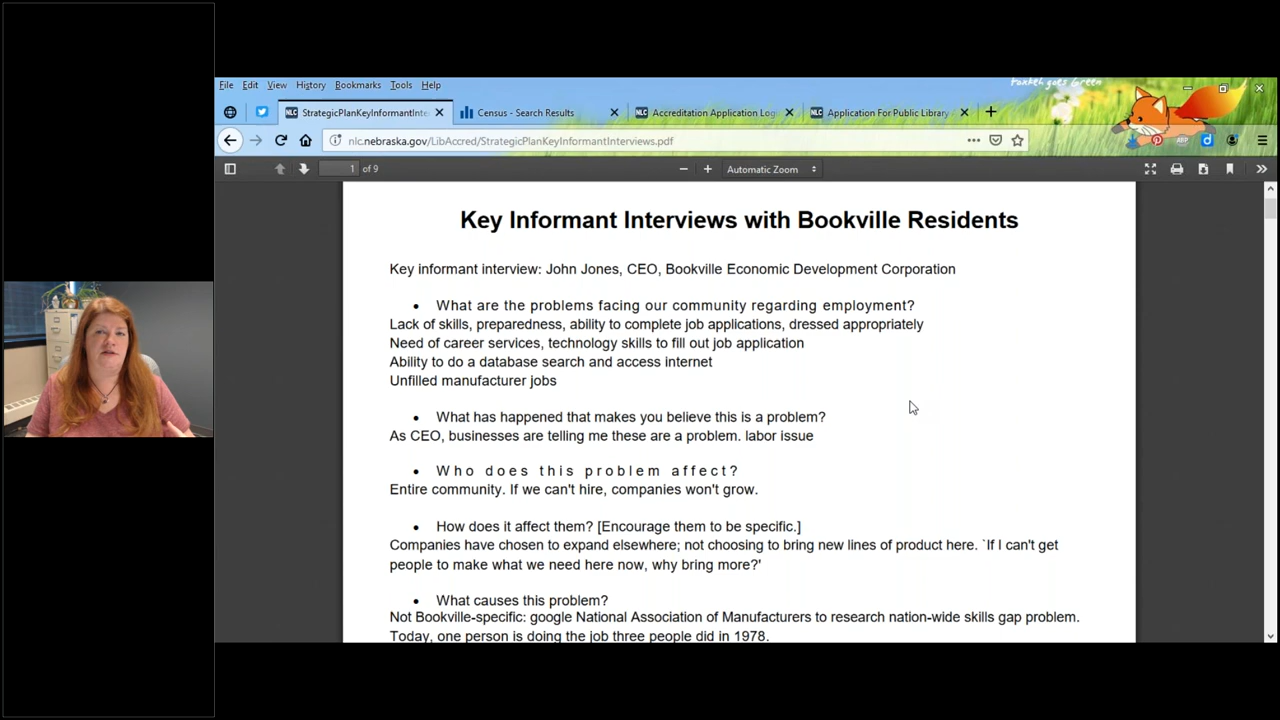 foxkeh goes Green
File Edit View History Bookmarks Tools Help
NLC StrategicPlanKeyInformantInte
Census - Search Results
NLC Accreditation Application Log
NLC Application For Public Library
nlc.nebraska.gov/LibAccred/StrategicPlanKeyInformantInterviews.pdf
1 of 9
Automatic Zoom
Key Informant Interviews with Bookville Residents
Key informant interview: John Jones, CEO, Bookville Economic Development Corporation
• What are the problems facing our community regarding employment?
Lack of skills, preparedness, ability to complete job applications, dressed appropriately
Need of career services, technology skills to fill out job application
Ability to do a database search and access internet
Unfilled manufacturer jobs
• What has happened that makes you believe this is a problem?
As CEO, businesses are telling me these are a problem. labor issue
• Who does this problem affect?
Entire community. If we can't hire, companies won't grow.
• How does it affect them? [Encourage them to be specific.]
Companies have chosen to expand elsewhere; not choosing to bring new lines of product here. `If I can't get
people to make what we need here now, why bring more?'
• What causes this problem?
Not Bookville-specific: google National Association of Manufacturers to research nation-wide skills gap problem.
Today, one person is doing the job three people did in 1978.